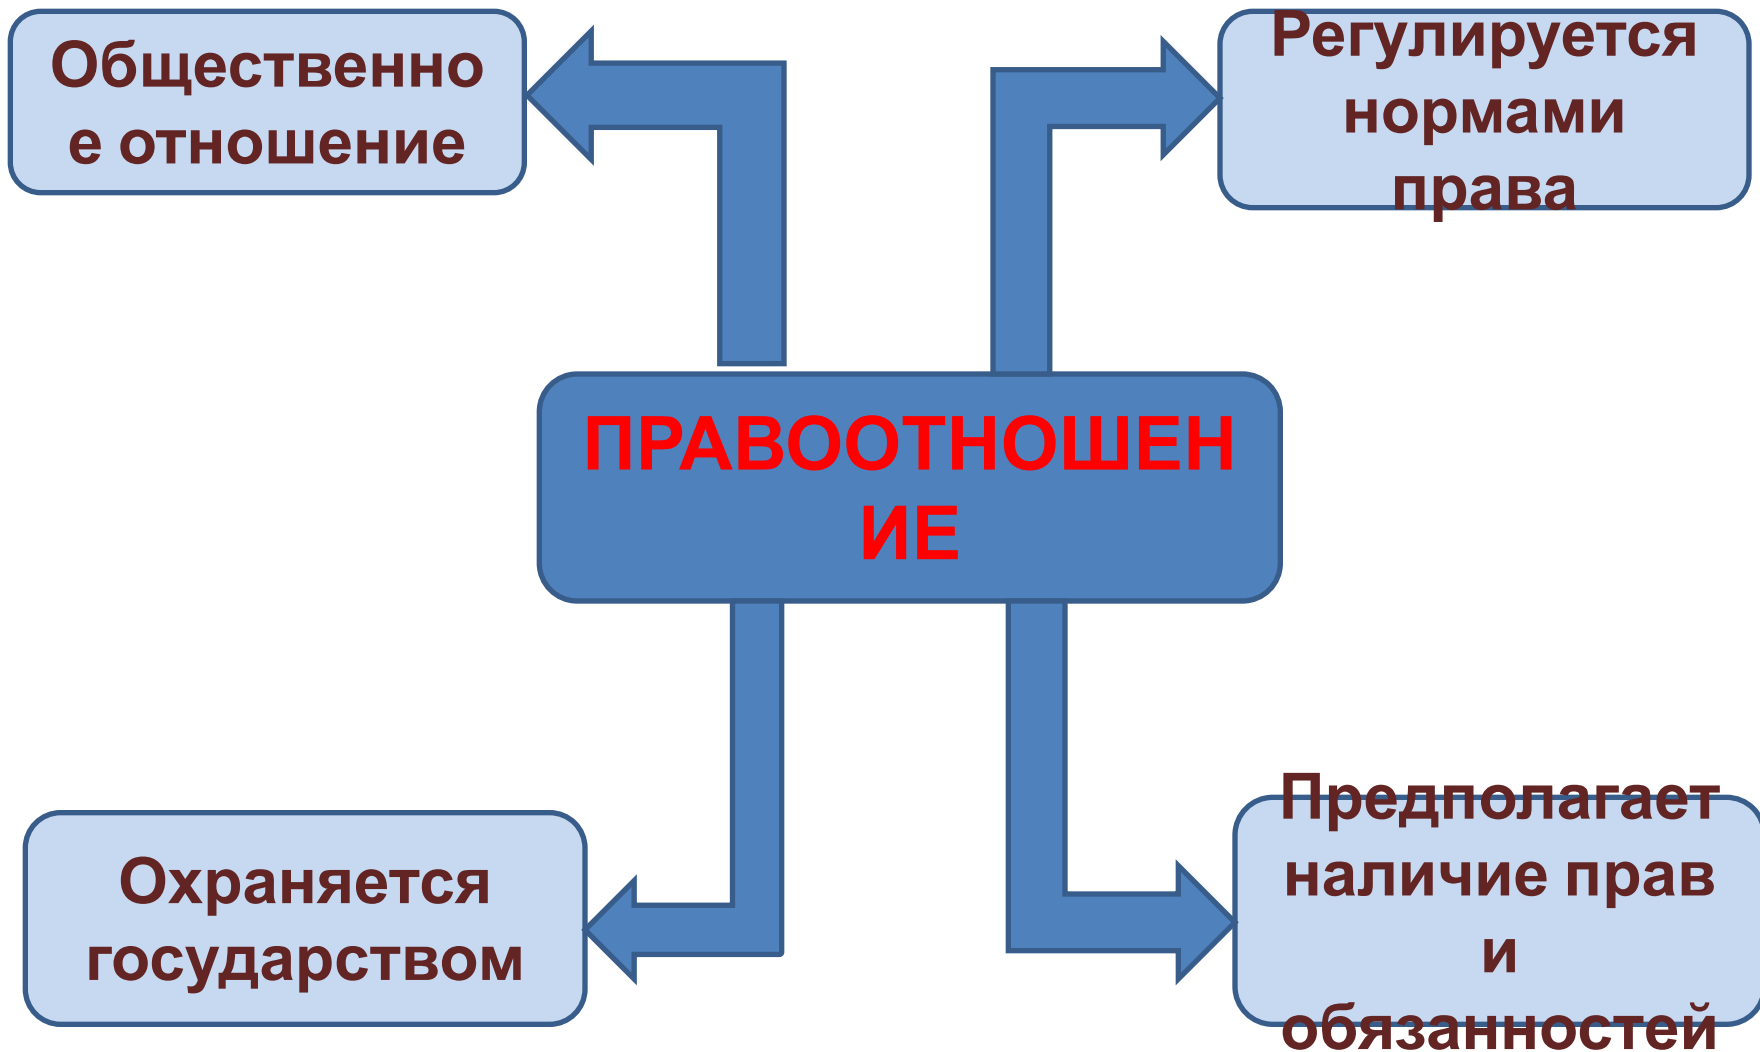 Общественно
е отношение
Регулируется
нормами
права
ПРАВООТНОШЕН
ИЕ
Охраняется
государством
Предполагает
наличие прав
и
обязанностей